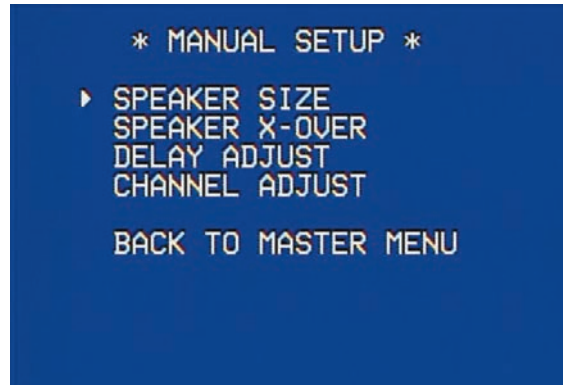 * MANUAL SETUP *
SPEAKER SIZE
SPEAKER X-OVER
DELAY ADJUST
CHANNEL ADJUST
BACK TO MASTER MENU